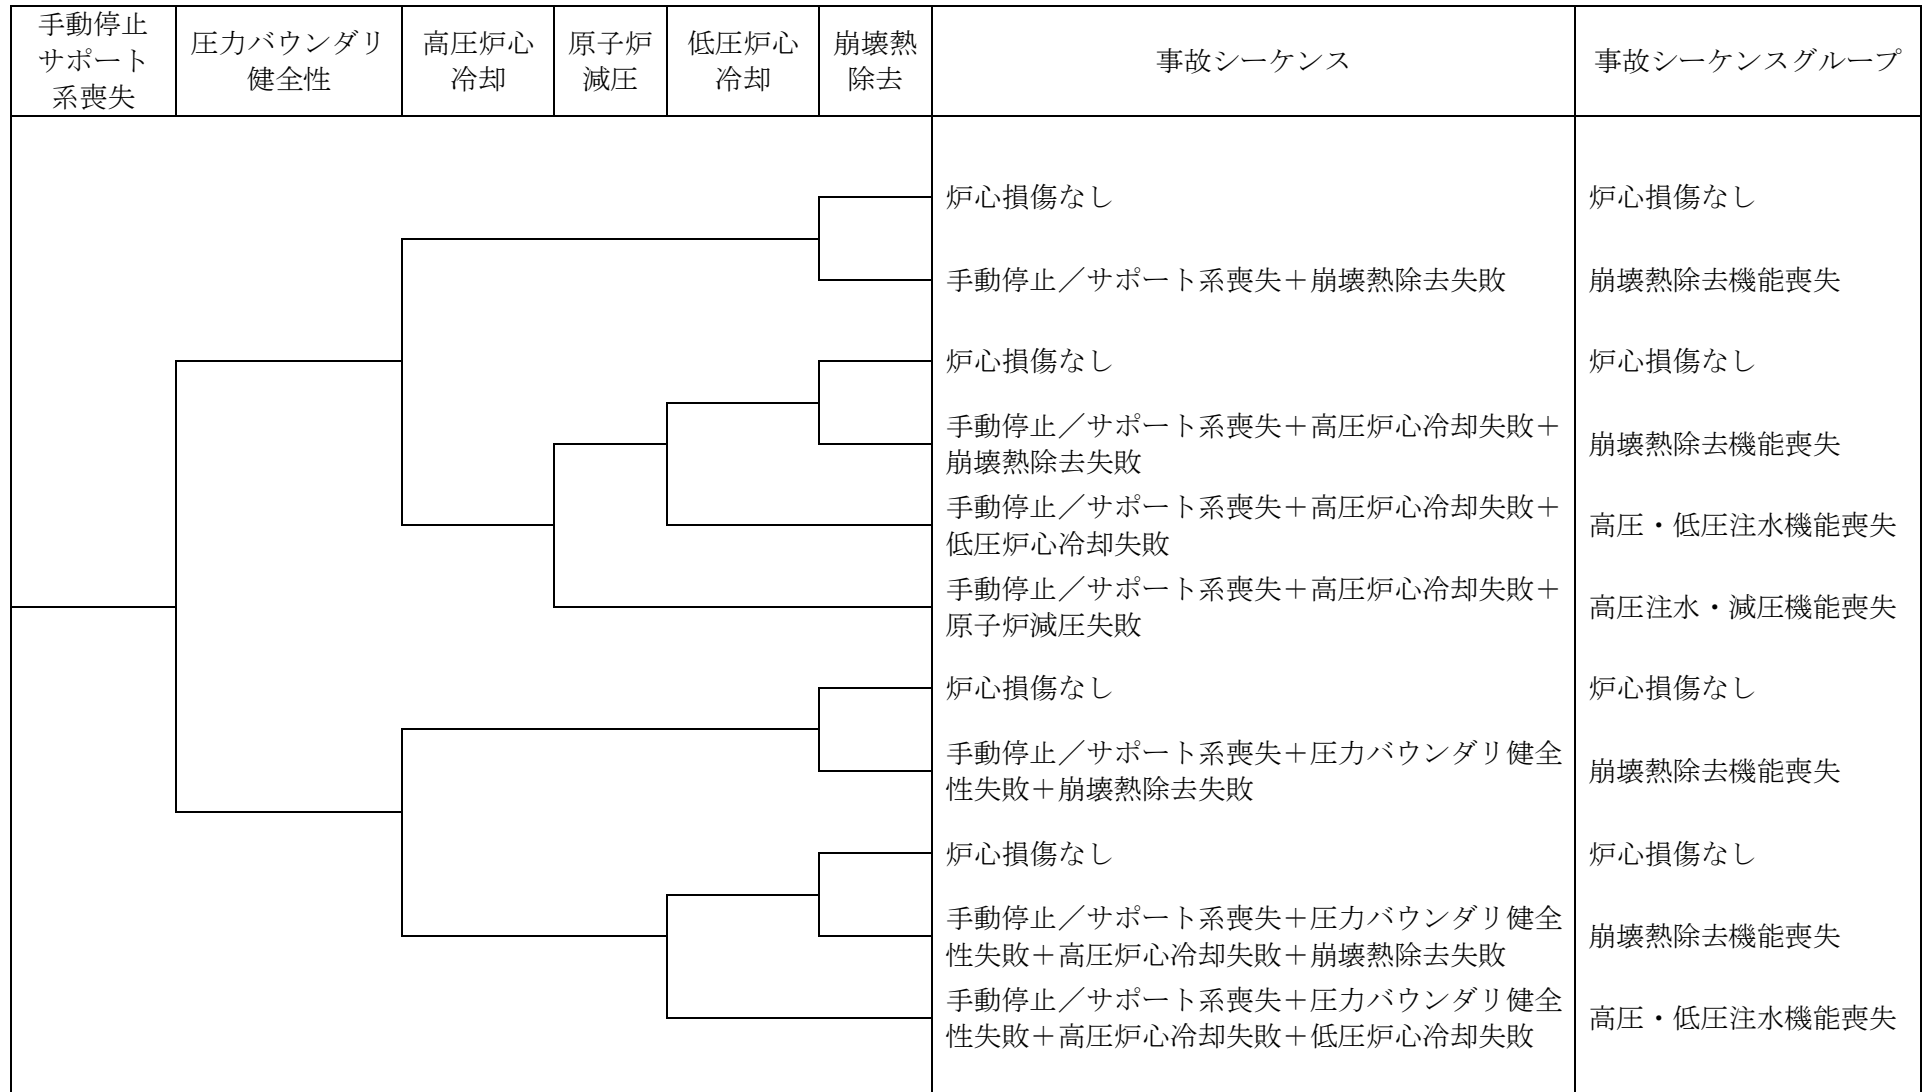 手動停止
サポート
系喪失
圧力バウンダリ
健全性
高圧炉心
冷却
原子炉
減圧
低圧炉心
冷却
崩壊熱
除去
事故シーケンス
事故シーケンスグループ
炉心損傷なし
炉心損傷なし
手動停止／サポート系喪失＋崩壊熱除去失敗
崩壊熱除去機能喪失
炉心損傷なし
炉心損傷なし
手動停止／サポート系喪失＋高圧炉心冷却失敗＋
崩壊熱除去失敗
崩壊熱除去機能喪失
手動停止／サポート系喪失＋高圧炉心冷却失敗＋
低圧炉心冷却失敗
高圧・低圧注水機能喪失
手動停止／サポート系喪失＋高圧炉心冷却失敗＋
原子炉減圧失敗
高圧注水・減圧機能喪失
炉心損傷なし
炉心損傷なし
手動停止／サポート系喪失＋圧力バウンダリ健全
性失敗＋崩壊熱除去失敗
崩壊熱除去機能喪失
炉心損傷なし
炉心損傷なし
手動停止／サポート系喪失＋圧力バウンダリ健全
性失敗＋高圧炉心冷却失敗＋崩壊熱除去失敗
崩壊熱除去機能喪失
手動停止／サポート系喪失＋圧力バウンダリ健全
性失敗＋高圧炉心冷却失敗＋低圧炉心冷却失敗
高圧・低圧注水機能喪失